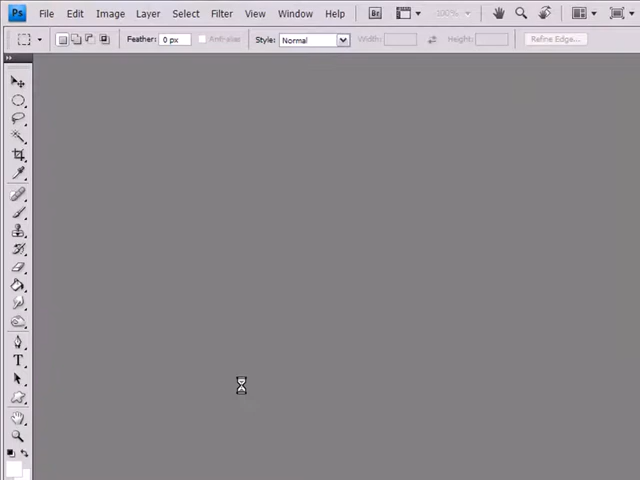 Ps File Edit Image Layer Select Filter View Window Help Br 100%
Feather: 0 px Anti-alias Style: Normal Width: Height: Refine Edge...
T